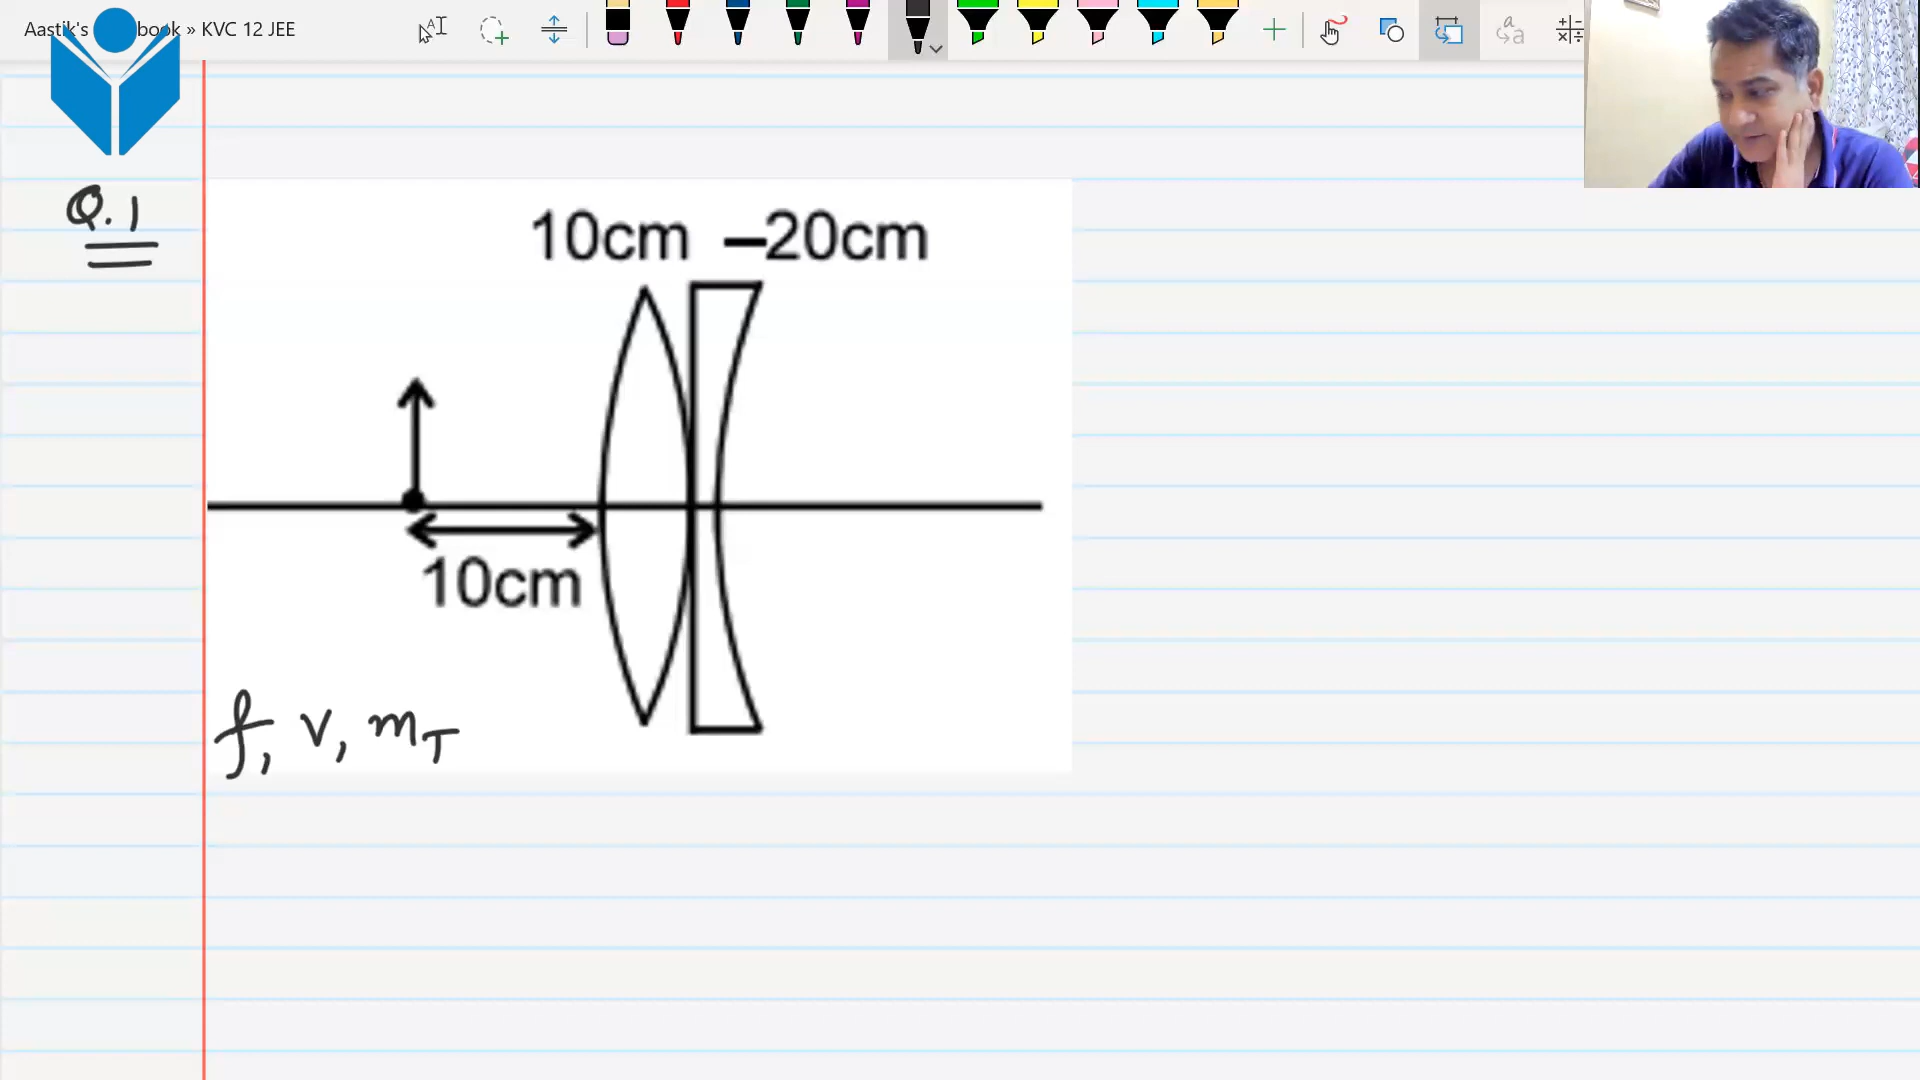 Aastik's book » KVC 12 JEE
Q.1
10cm –20cm
10cm
f, v, m_T